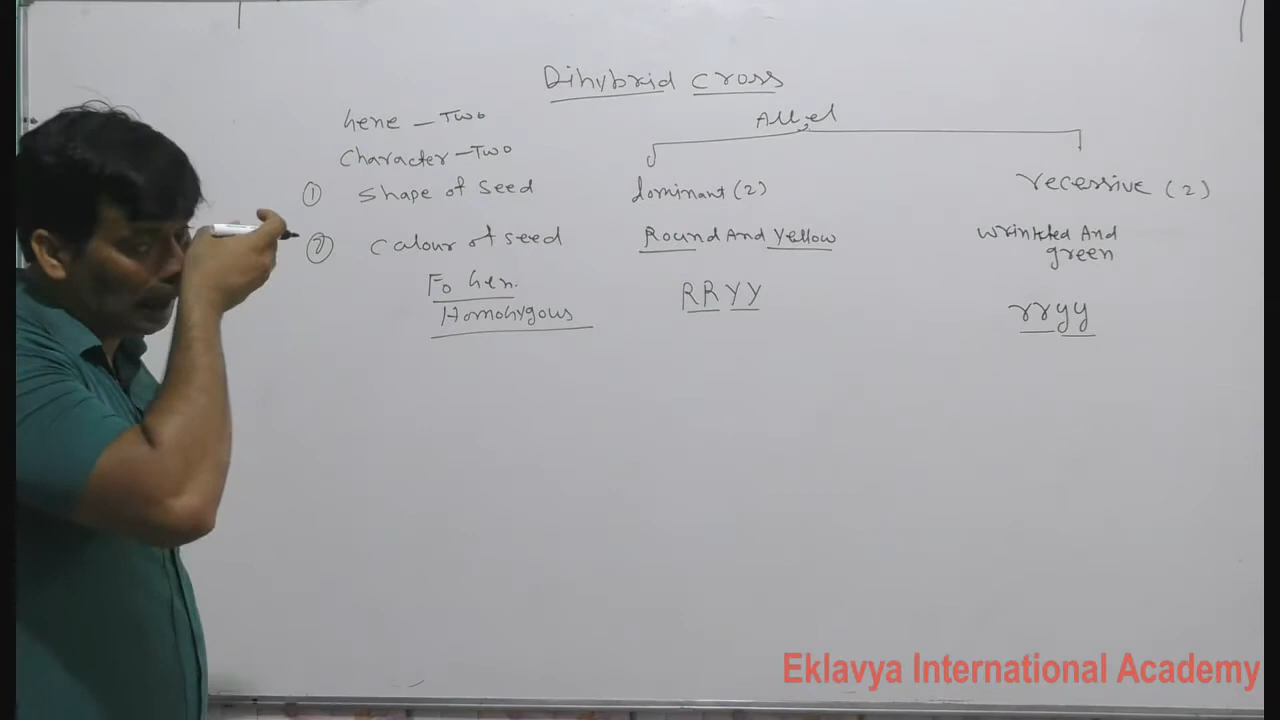 Dihybrid cross
Gene - Two
Allel
Character - Two
① Shape of seed
dominant (2)
recessive (2)
② Calour of seed
Round And Yellow
Wrinkled And
green
Fo Gen.
RRYY
Homohygous
rryy
Eklavya International Academy